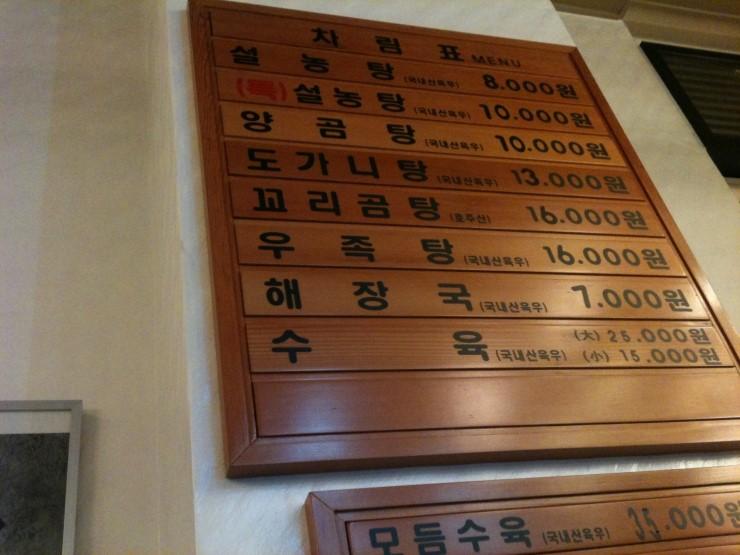 차림표 MENU
설농탕 (국내산육우) 8.000원
(특)설농탕 (국내산육우) 10.000원
양곰탕 (국내산육우) 10.000원
도가니탕 (국내산육우) 13.000원
꼬리곰탕 (호주산) 16.000원
우족탕 (국내산육우) 16.000원
해장국 (국내산육우) 7.000원
수육 (국내산육우) (大) 25.000원
(小) 15.000원
모듬수육 (국내산육우) 35.000원